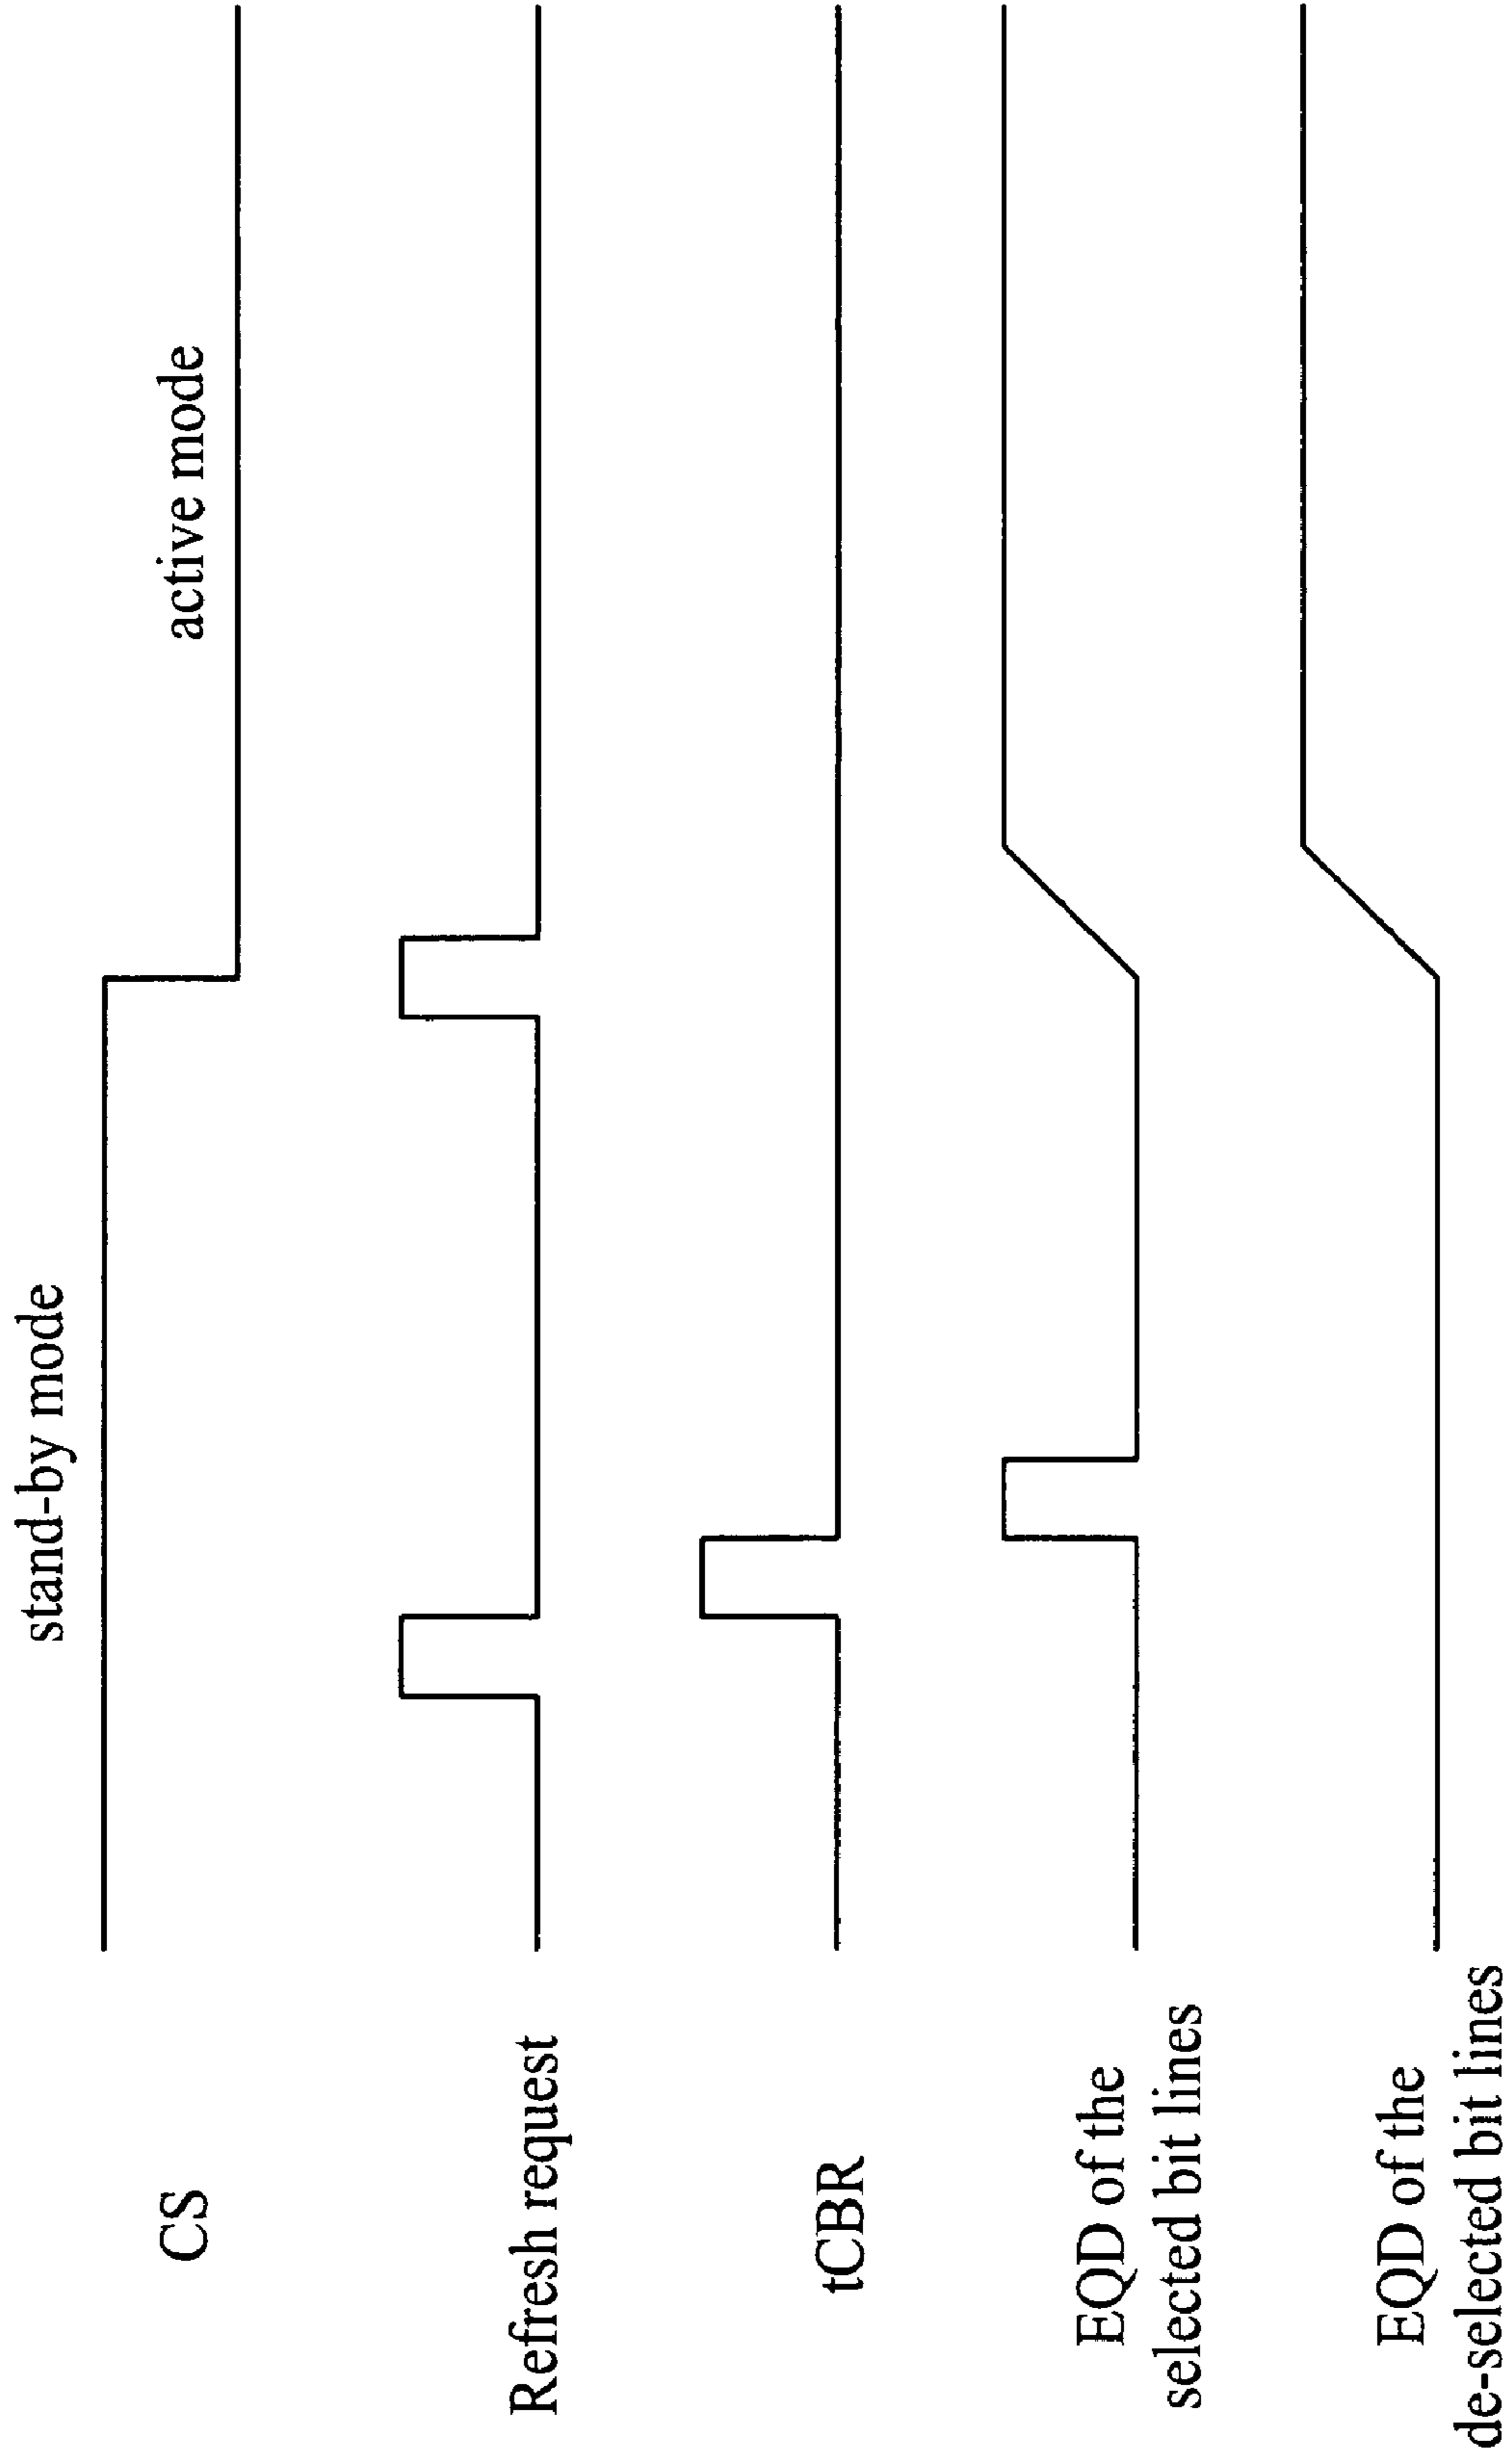 stand-by mode
active mode
CS
Refresh request
tCBR
EQD of the
selected bit lines
EQD of the
de-selected bit lines